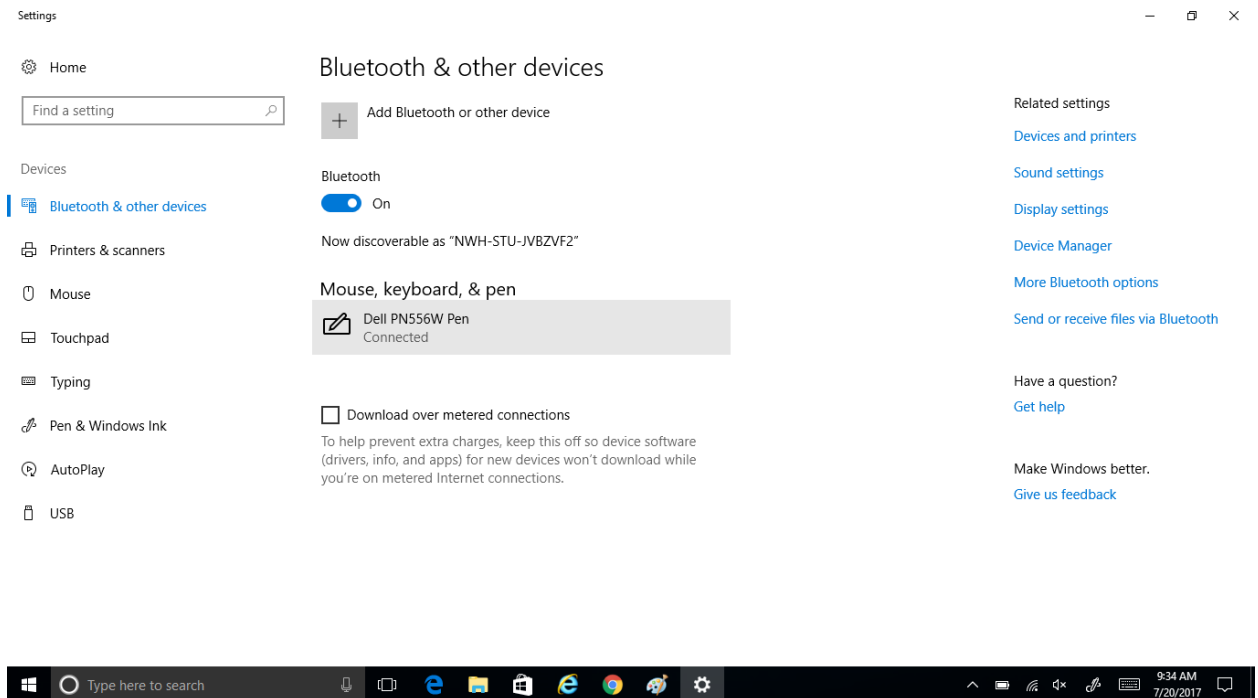 Settings
Home
Find a setting
Devices
Bluetooth & other devices
Printers & scanners
Mouse
Touchpad
Typing
Pen & Windows Ink
AutoPlay
USB
Bluetooth & other devices
Add Bluetooth or other device
Bluetooth
On
Now discoverable as “NWH-STU-JVBZVF2”
Mouse, keyboard, & pen
Dell PN556W Pen
Connected
Download over metered connections
To help prevent extra charges, keep this off so device software
(drivers, info, and apps) for new devices won’t download while
you’re on metered Internet connections.
Related settings
Devices and printers
Sound settings
Display settings
Device Manager
More Bluetooth options
Send or receive files via Bluetooth
Have a question?
Get help
Make Windows better.
Give us feedback
Type here to search
9:34 AM
7/20/2017